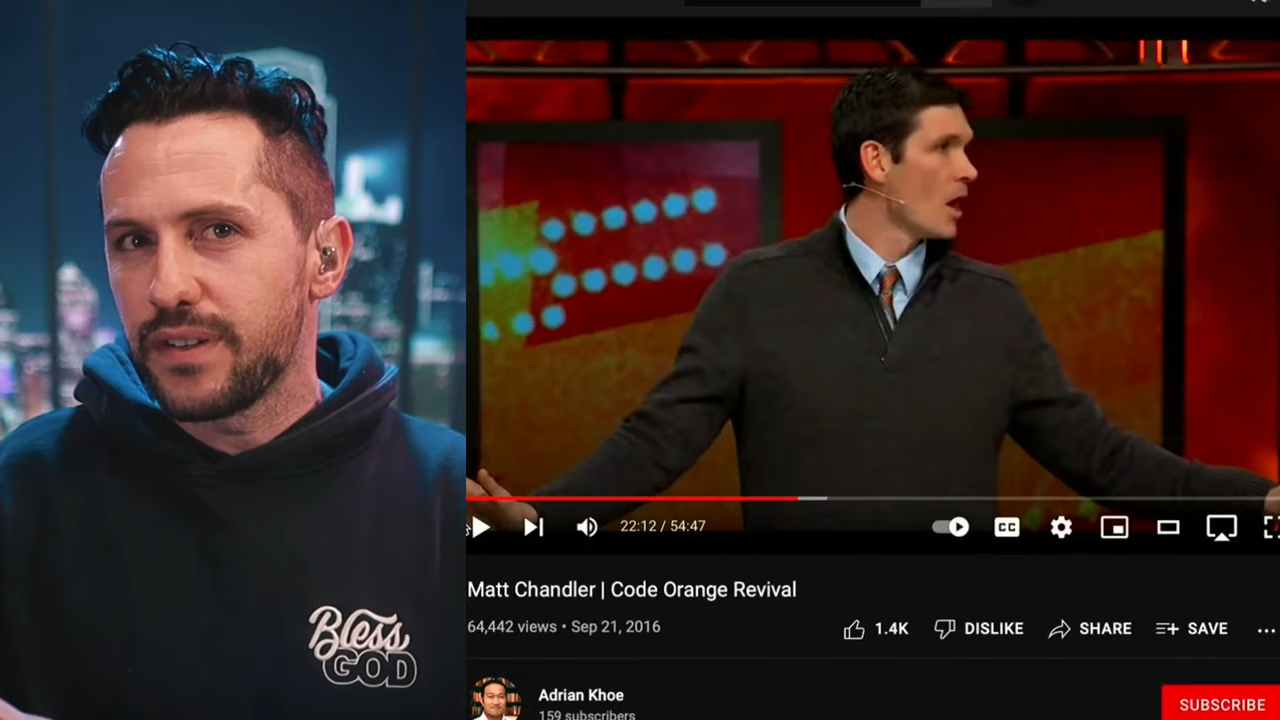 Bless
GOD
22:12 / 54:47
CC
Matt Chandler | Code Orange Revival
64,442 views • Sep 21, 2016
1.4K
DISLIKE
SHARE
SAVE
Adrian Khoe
159 subscribers
SUBSCRIBE